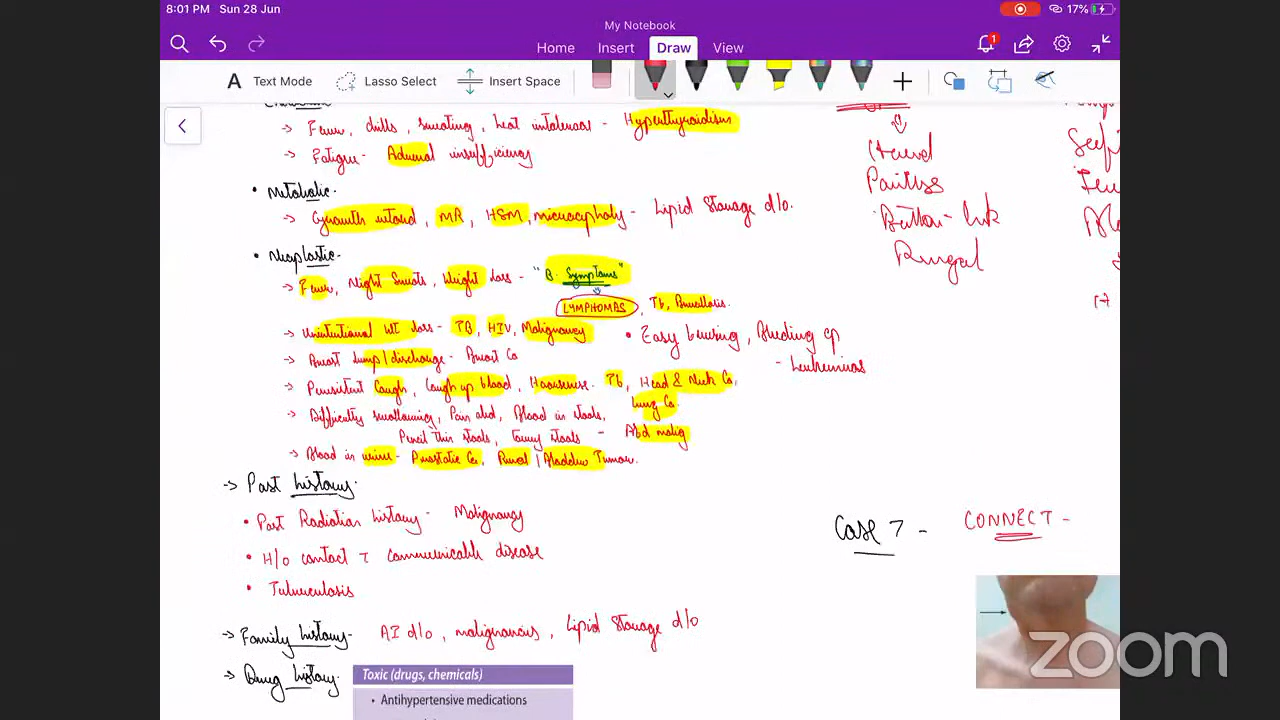 8:01 PM Sun 28 Jun
17%
My Notebook
Home Insert Draw View
1
Text Mode Lasso Select Insert Space
→ Fever, chills, sweating, heat intolerance - Hyperthyroidism
→ Fatigue - Adrenal insufficiency
• Metabolic -
→ Growth retard, MR, HSM, microcephaly - Lipid Storage d/o.
• Neoplastic -
→ Fever, Night Sweats, Weight loss - "B. Symptoms"
LYMPHOMAS, Tb, Brucellosis.
→ Unintentional Wt loss - TB, HIV, Malignancy
• Easy bruising, Bleeding
- Leukemias
→ Breast lump/discharge - Breast Ca
→ Persistent Cough, Cough up blood, Hoarseness - Tb, Head & Neck Ca,
Lung Ca.
→ Difficulty swallowing, Pain abd, Blood in stools,
Pencil thin stools, Tarry stools - Abd malig
→ Blood in urine - Prostatic Ca, Renal / Bladder Tumor.
→ Past history -
• Past Radiation history - Malignancy
• H/o contact c communicable disease
• Tuberculosis
→ Family history - AI d/o, malignancies, Lipid Storage d/o
→ Drug history
Toxic (drugs, chemicals)
• Antihypertensive medications
Case 7 - CONNECT -
zoom